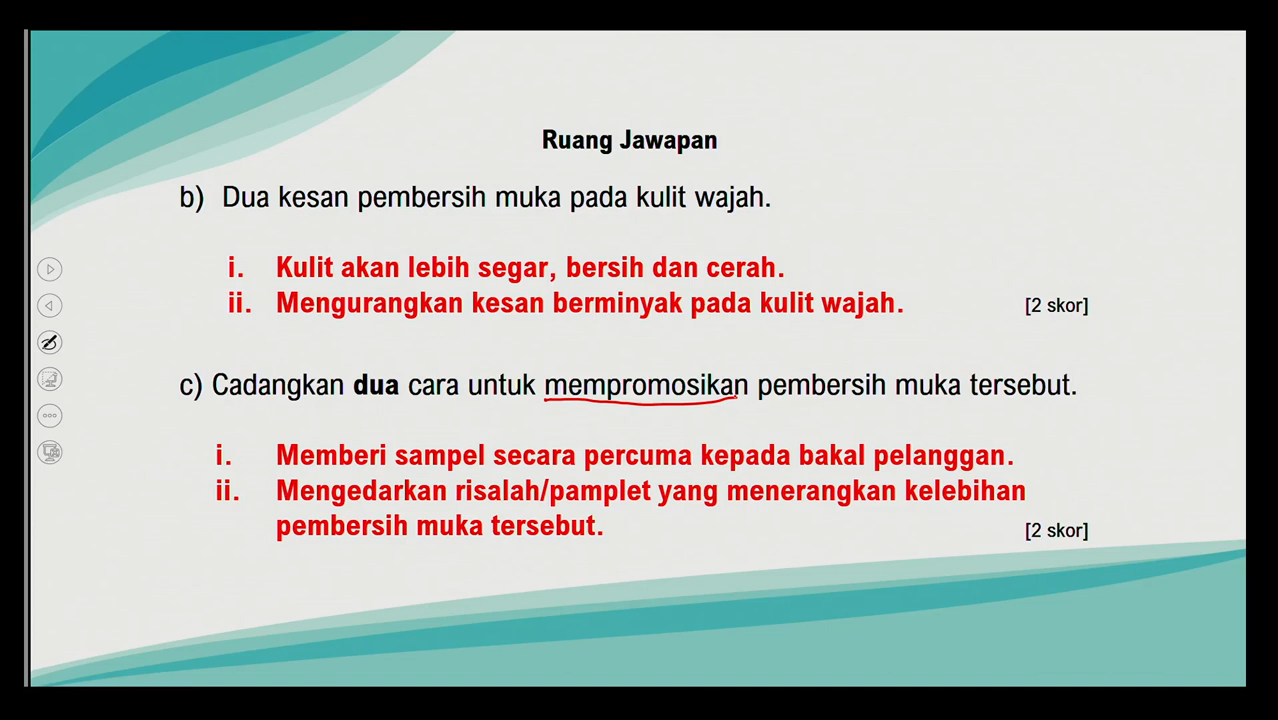 Ruang Jawapan
b) Dua kesan pembersih muka pada kulit wajah.
i. Kulit akan lebih segar, bersih dan cerah.
ii. Mengurangkan kesan berminyak pada kulit wajah. [2 skor]
c) Cadangkan dua cara untuk mempromosikan pembersih muka tersebut.
i. Memberi sampel secara percuma kepada bakal pelanggan.
ii. Mengedarkan risalah/pamplet yang menerangkan kelebihan
pembersih muka tersebut. [2 skor]